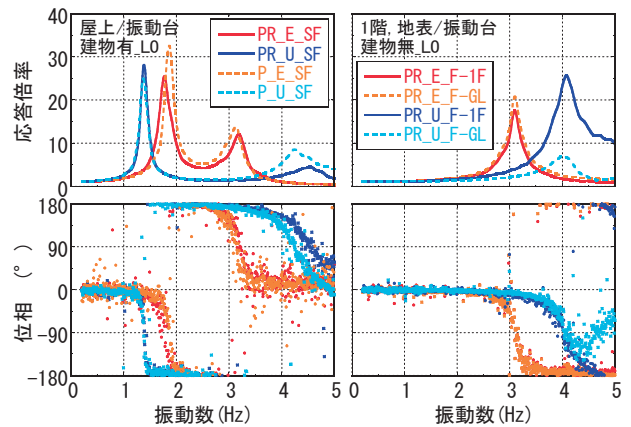 屋上/振動台
建物有_L0
PR_E_SF
PR_U_SF
P_E_SF
P_U_SF
1階, 地表/振動台
建物無_L0
PR_E_F-1F
PR_E_F-GL
PR_U_F-1F
PR_U_F-GL
応答倍率
40
30
20
10
0
位相 (°)
180
90
0
-90
-180
0 1 2 3 4 5
振動数(Hz)
0 1 2 3 4 5
振動数(Hz)